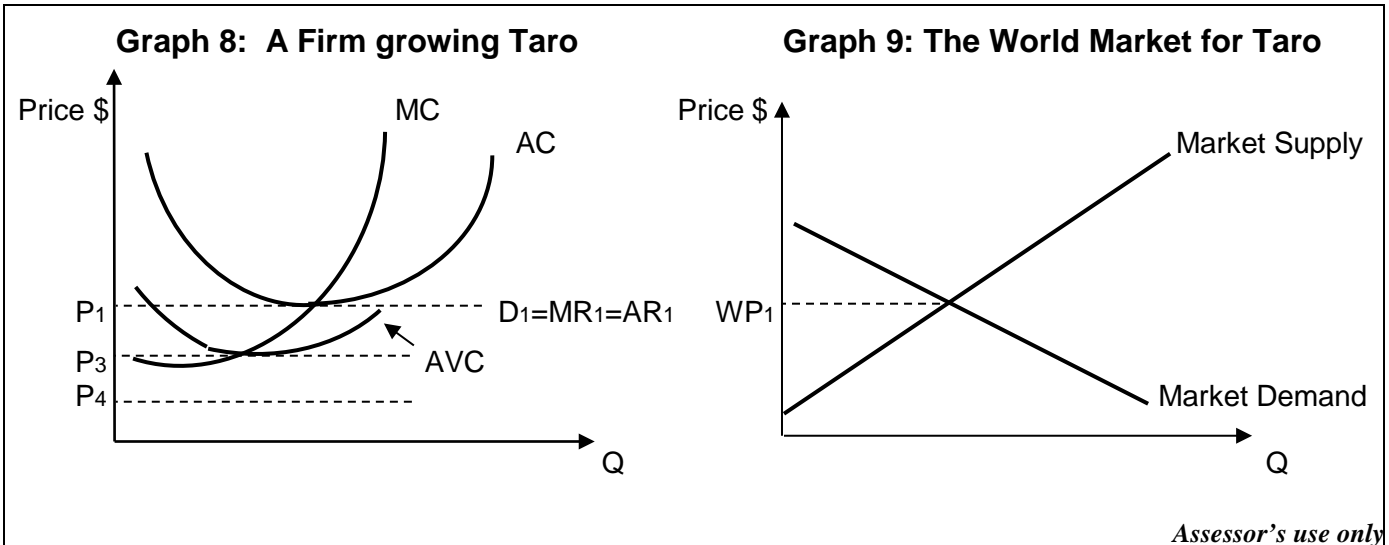 Graph 8: A Firm growing Taro
Price $
MC
AC
P1
D1=MR1=AR1
P3
AVC
P4
Q
Graph 9: The World Market for Taro
Price $
Market Supply
WP1
Market Demand
Q
Assessor's use only